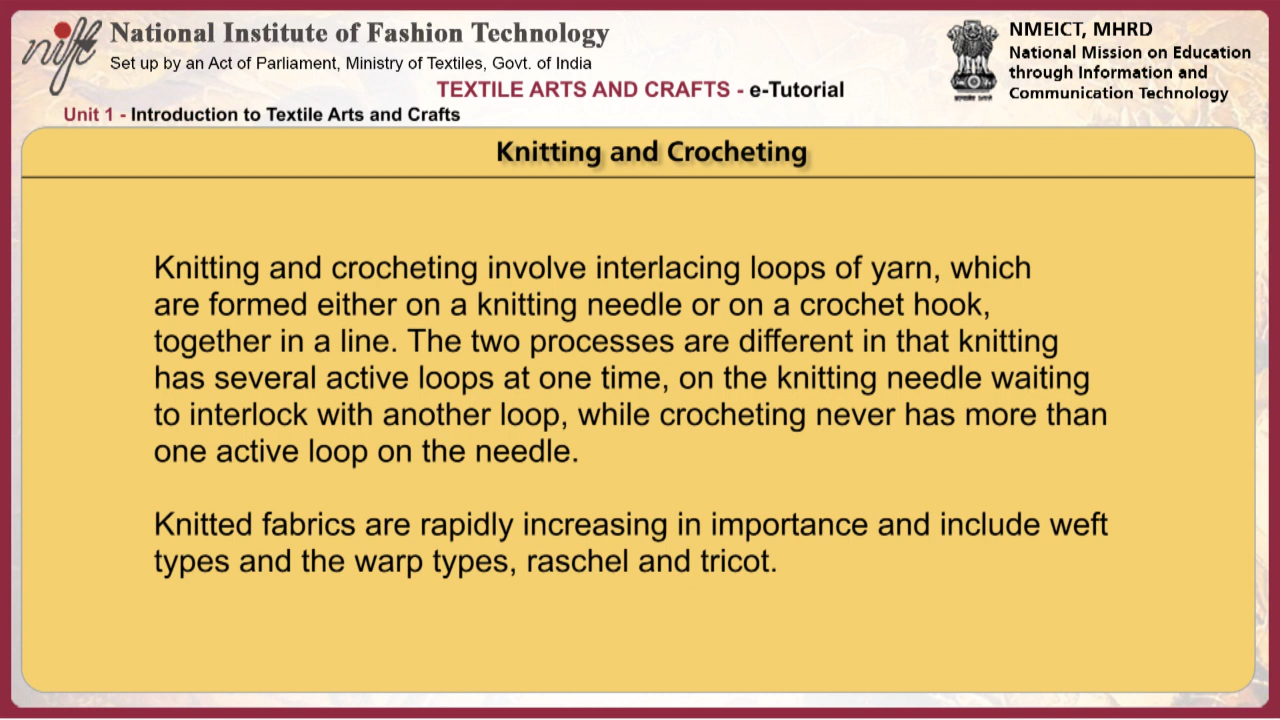 nift
National Institute of Fashion Technology
Set up by an Act of Parliament, Ministry of Textiles, Govt. of India
NMEICT, MHRD
National Mission on Education
through Information and
Communication Technology
TEXTILE ARTS AND CRAFTS - e-Tutorial
Unit 1 - Introduction to Textile Arts and Crafts
Knitting and Crocheting
Knitting and crocheting involve interlacing loops of yarn, which
are formed either on a knitting needle or on a crochet hook,
together in a line. The two processes are different in that knitting
has several active loops at one time, on the knitting needle waiting
to interlock with another loop, while crocheting never has more than
one active loop on the needle.
Knitted fabrics are rapidly increasing in importance and include weft
types and the warp types, raschel and tricot.